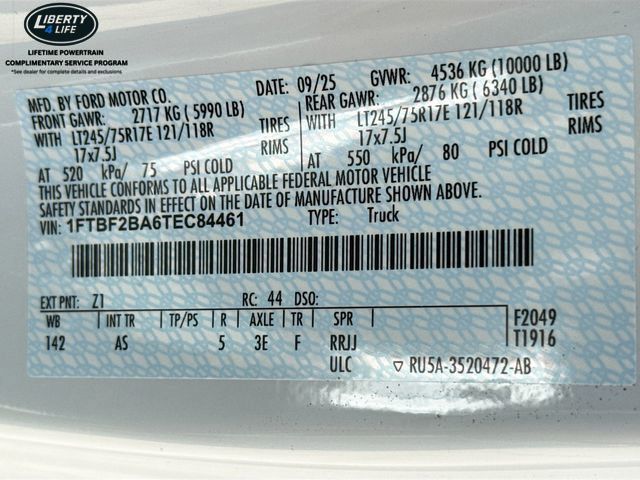 LIBERTY
4 LIFE
LIFETIME POWERTRAIN
COMPLIMENTARY SERVICE PROGRAM
*See dealer for complete details and exclusions
MFD. BY FORD MOTOR CO. DATE: 09/25 GVWR: 4536 KG (10000 LB)
FRONT GAWR: 2717 KG ( 5990 LB) REAR GAWR: 2876 KG ( 6340 LB)
WITH LT245/75R17E 121/118R TIRES WITH LT245/75R17E 121/118R TIRES
17x7.5J RIMS 17x7.5J RIMS
AT 520 kPa/ 75 PSI COLD AT 550 kPa/ 80 PSI COLD
THIS VEHICLE CONFORMS TO ALL APPLICABLE FEDERAL MOTOR VEHICLE
SAFETY STANDARDS IN EFFECT ON THE DATE OF MANUFACTURE SHOWN ABOVE.
VIN: 1FTBF2BA6TEC84461 TYPE: Truck
EXT PNT: Z1 RC: 44 DSO:
WB INT TR TP/PS R AXLE TR SPR F2049
142 AS 5 3E F RRJJ T1916
ULC ▽ RU5A-3520472-AB